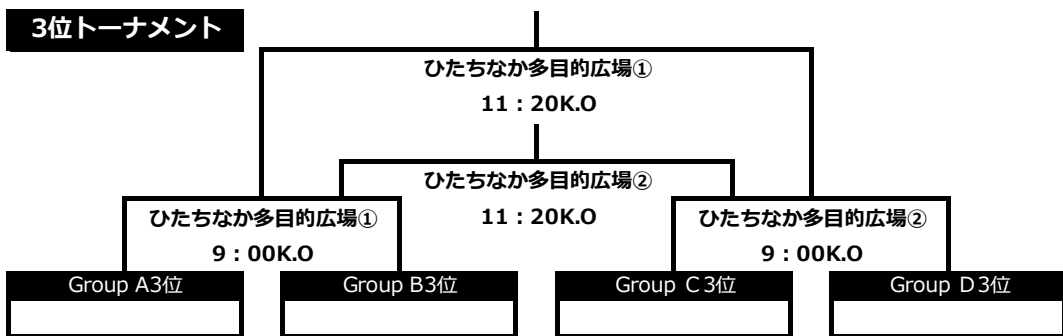 3位トーナメント
ひたちなか多目的広場①
11：20K.O
ひたちなか多目的広場②
11：20K.O
ひたちなか多目的広場①
9：00K.O
ひたちなか多目的広場②
9：00K.O
Group A3位
Group B3位
Group Ｃ3位
Group Ｄ3位